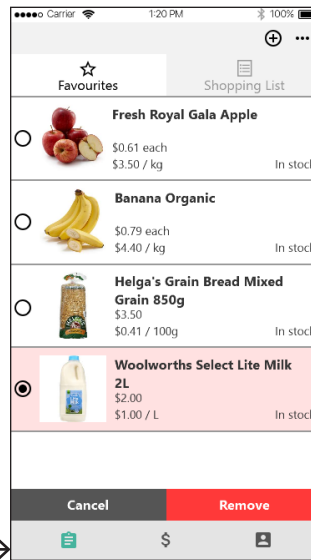 Carrier 1:20 PM 100%
Favourites Shopping List
Fresh Royal Gala Apple
$0.61 each
$3.50 / kg In stock
Banana Organic
$0.79 each
$4.40 / kg In stock
Helga's Grain Bread Mixed
Grain 850g
$3.50
$0.41 / 100g In stock
Woolworths Select Lite Milk
2L
$2.00
$1.00 / L In stock
Cancel Remove
$